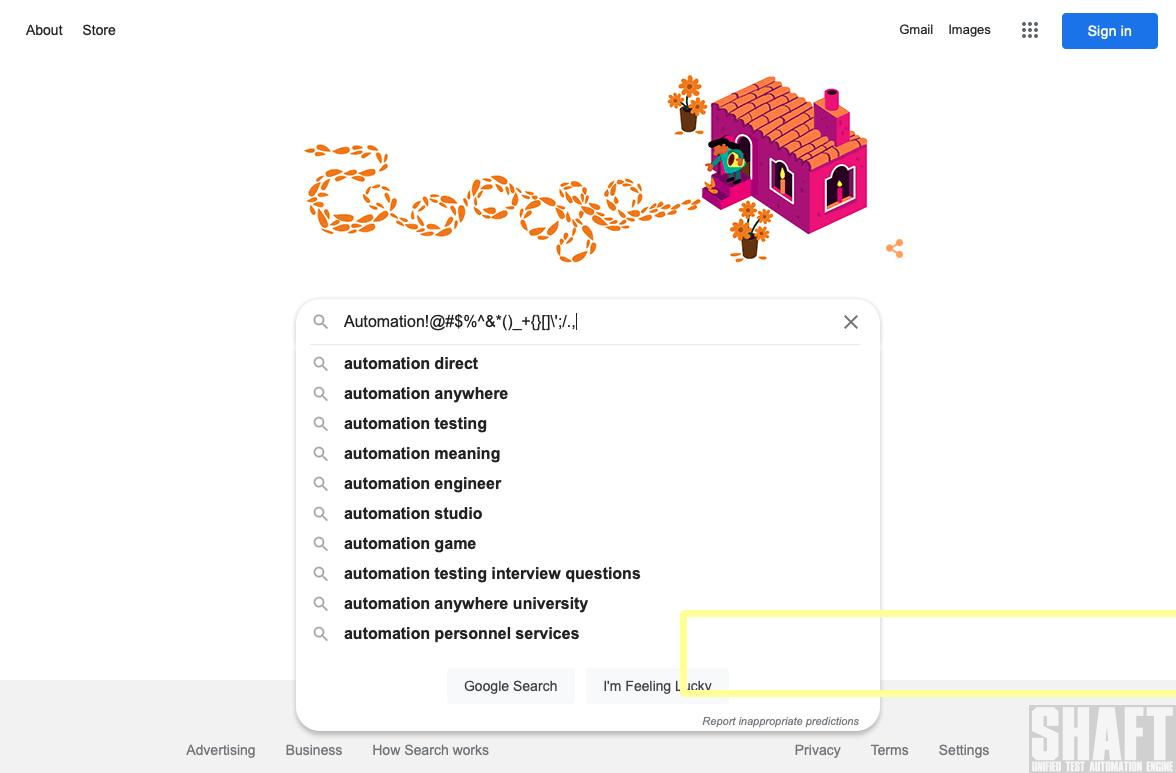 About Store Gmail Images Sign in
Google
Automation!@#$%^&*()_+{}[]\';/.,
automation direct
automation anywhere
automation testing
automation meaning
automation engineer
automation studio
automation game
automation testing interview questions
automation anywhere university
automation personnel services
Google Search I'm Feeling Lucky
Report inappropriate predictions
Advertising Business How Search works Privacy Terms Settings
SHAFT
UNIFIED TEST AUTOMATION ENGINE